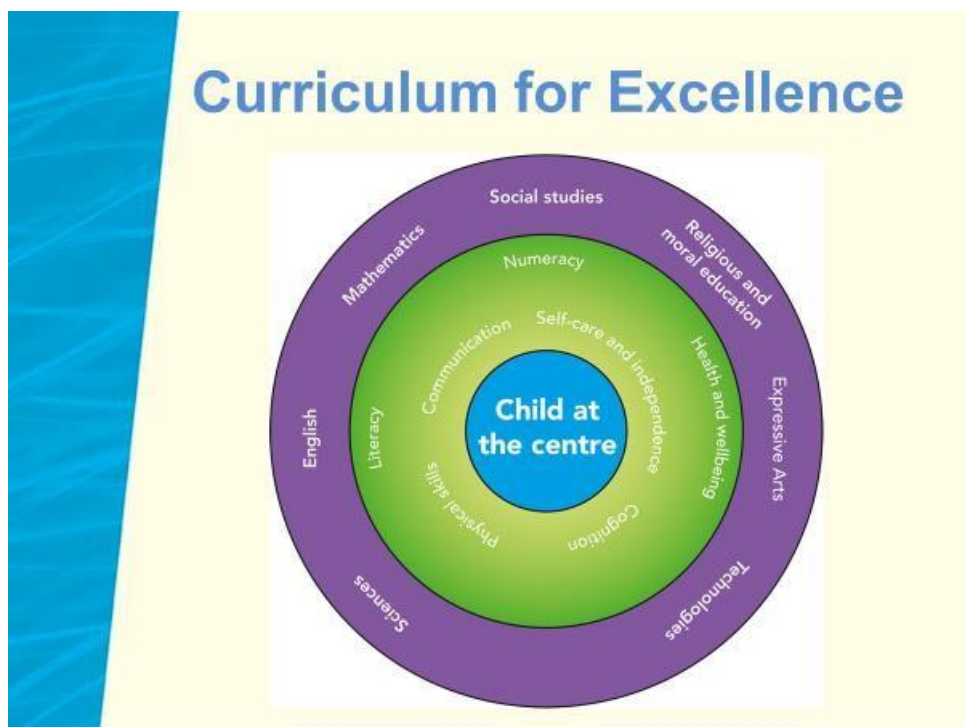 Curriculum for Excellence
Social studies
Religious and
moral education
Expressive Arts
Technologies
Sciences
English
Mathematics
Numeracy
Health and wellbeing
Literacy
Communication
Self-care and independence
Cognition
Physical skills
Child at
the centre